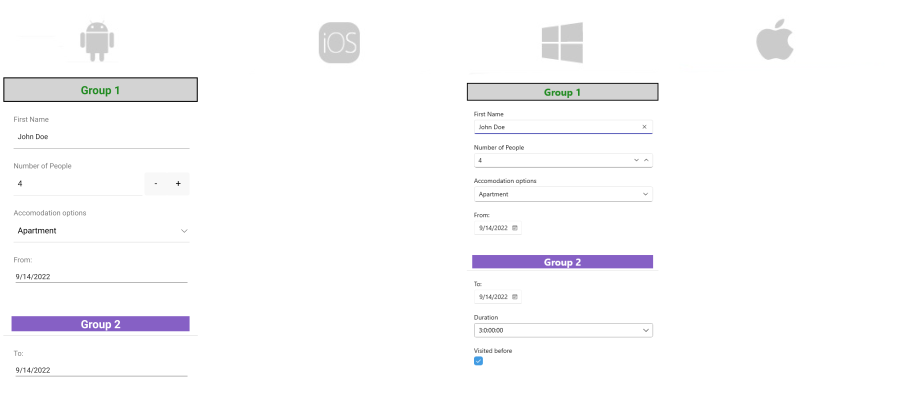 iOS
Group 1
First Name
John Doe
Number of People
4
- +
Accomodation options
Apartment
From:
9/14/2022
Group 2
To:
9/14/2022
Group 1
First Name
John Doe
Number of People
4
Accomodation options
Apartment
From:
9/14/2022
Group 2
To:
9/14/2022
Duration
3:0:00:00
Visited before